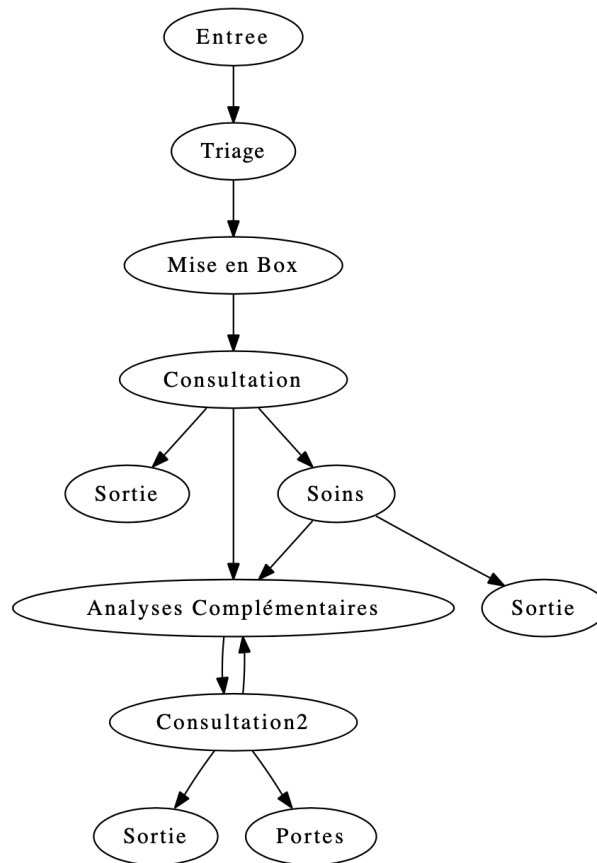 Entree
Triage
Mise en Box
Consultation
Sortie
Soins
Analyses Complémentaires
Sortie
Consultation2
Sortie
Portes